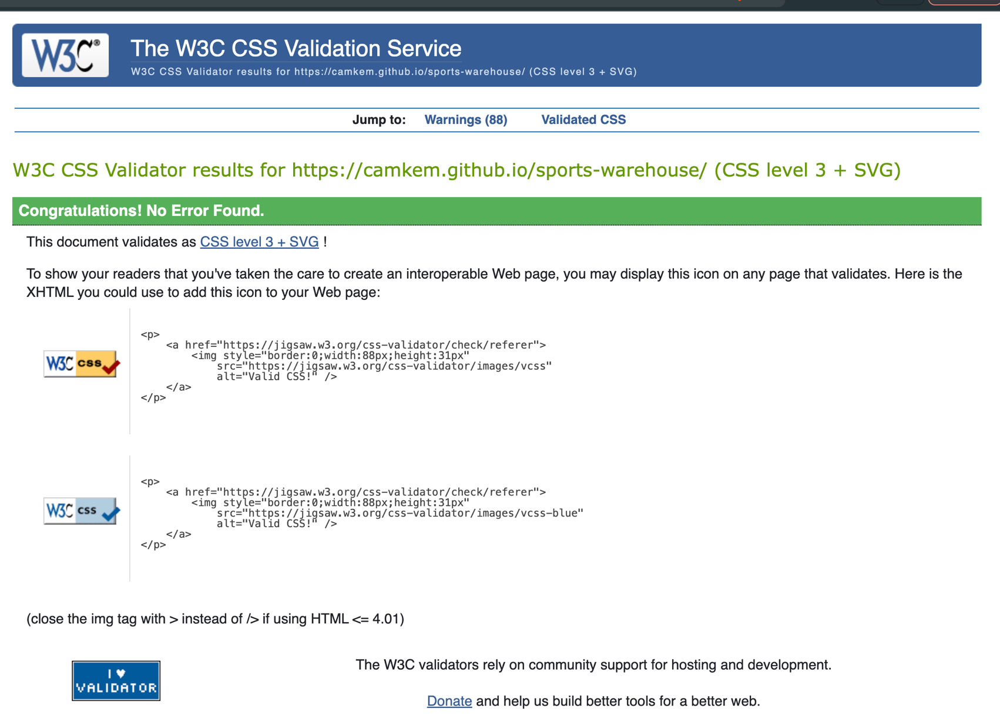 W3C®
The W3C CSS Validation Service
W3C CSS Validator results for https://camkem.github.io/sports-warehouse/ (CSS level 3 + SVG)
Jump to: Warnings (88) Validated CSS
W3C CSS Validator results for https://camkem.github.io/sports-warehouse/ (CSS level 3 + SVG)
Congratulations! No Error Found.
This document validates as CSS level 3 + SVG !
To show your readers that you've taken the care to create an interoperable Web page, you may display this icon on any page that validates. Here is the
XHTML you could use to add this icon to your Web page:
W3C css
<p>
    <a href="https://jigsaw.w3.org/css-validator/check/referer">
        <img style="border:0;width:88px;height:31px"
            src="https://jigsaw.w3.org/css-validator/images/vcss"
            alt="Valid CSS!" />
    </a>
</p>
W3C css
<p>
    <a href="https://jigsaw.w3.org/css-validator/check/referer">
        <img style="border:0;width:88px;height:31px"
            src="https://jigsaw.w3.org/css-validator/images/vcss-blue"
            alt="Valid CSS!" />
    </a>
</p>
(close the img tag with > instead of /> if using HTML <= 4.01)
I ♥
VALIDATOR
The W3C validators rely on community support for hosting and development.
Donate and help us build better tools for a better web.